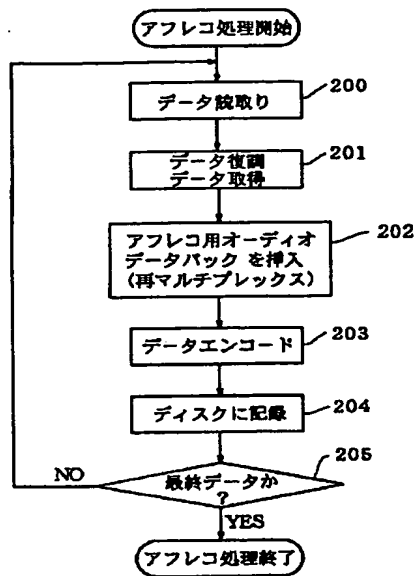 アフレコ処理開始
データ読取り
200
データ復調
データ取得
201
アフレコ用オーディオ
データパック を挿入
(再マルチプレックス)
202
データエンコード
203
ディスクに記録
204
最終データか
?
205
NO
YES
アフレコ処理終了